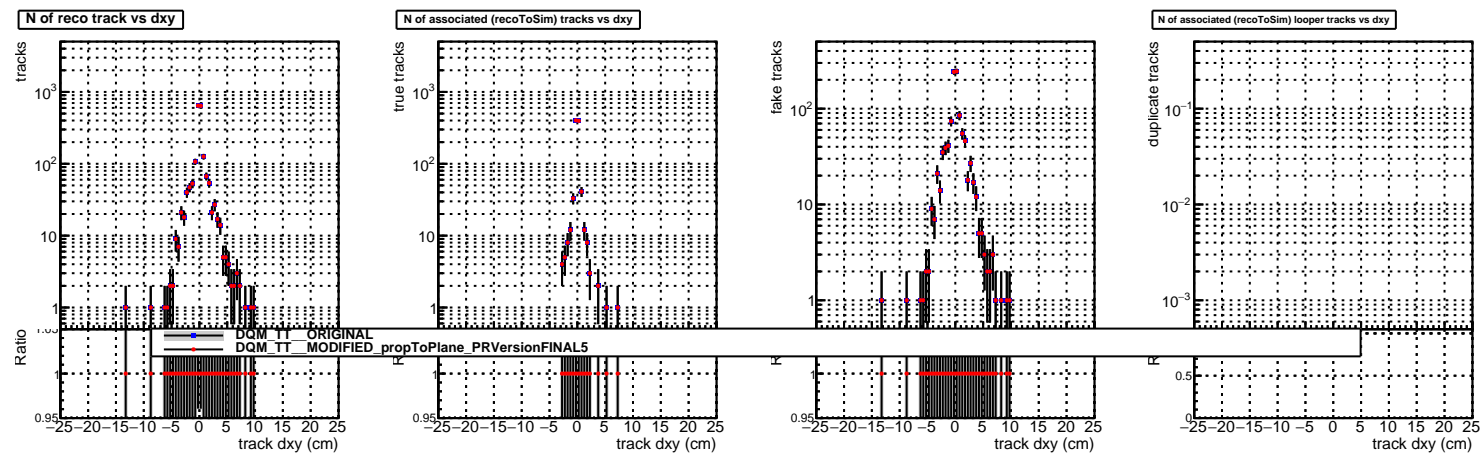 N of reco track vs dxy
tracks
10³
10²
10
1
1.05
Ratio
1
0.95
−25 −20 −15 −10 −5 0 5 10 15 20 25
track dxy (cm)
N of associated (recoToSim) tracks vs dxy
true tracks
10³
10²
10
1
1
0.95
−25 −20 −15 −10 −5 0 5 10 15 20 25
track dxy (cm)
fake tracks
10²
10
1
1
0.95
−25 −20 −15 −10 −5 0 5 10 15 20 25
track dxy (cm)
N of associated (recoToSim) looper tracks vs dxy
duplicate tracks
10⁻¹
10⁻²
10⁻³
0.5
0
−25 −20 −15 −10 −5 0 5 10 15 20 25
track dxy (cm)
DQM_TT__ORIGINAL
DQM_TT__MODIFIED_propToPlane_PRVersionFINAL5